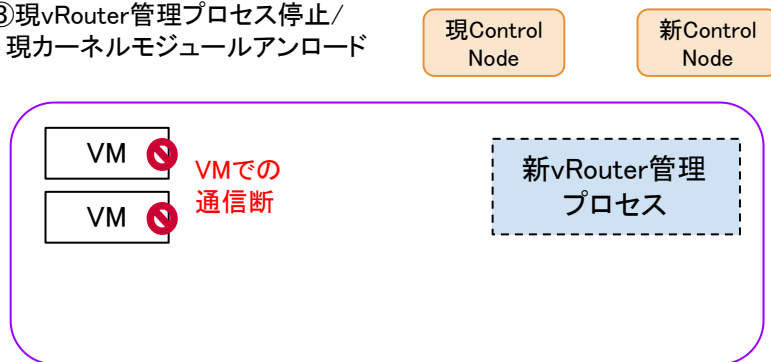 ③現vRouter管理プロセス停止/
現カーネルモジュールアンロード
現Control
Node
新Control
Node
VM
VMでの
通信断
VM
新vRouter管理
プロセス